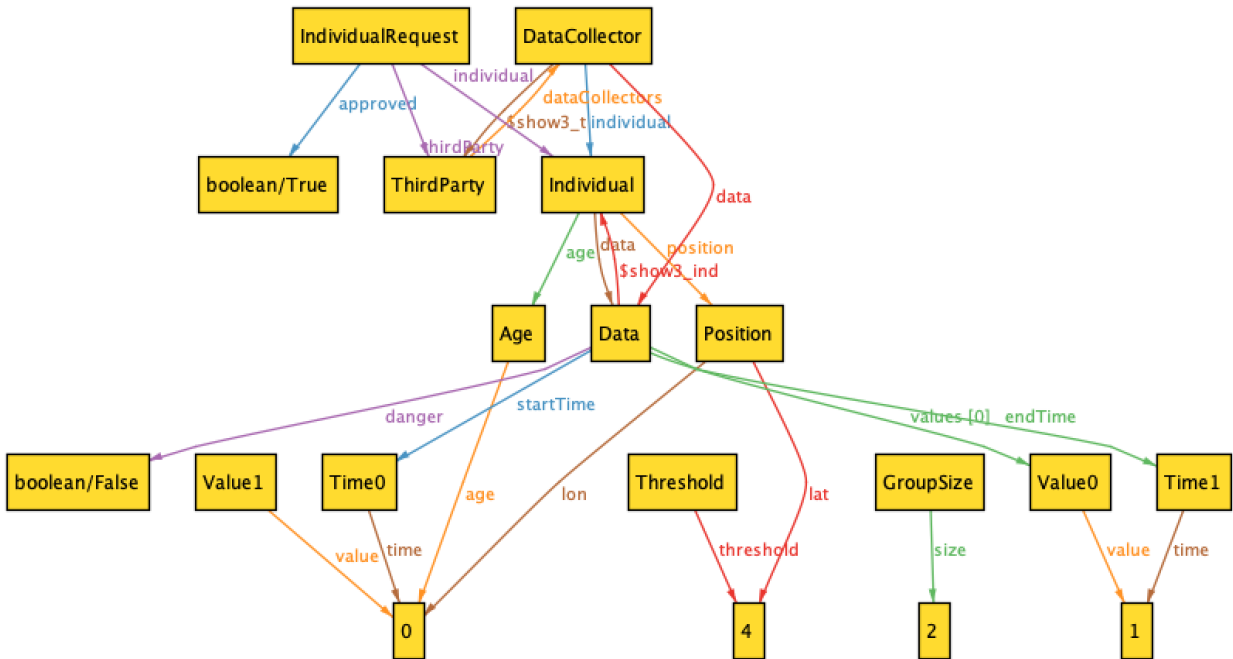 IndividualRequest
DataCollector
individual
approved
dataCollectors
$show3_t
individual
hirdParty
boolean/True
ThirdParty
Individual
data
data
position
age
$show3_ind
Age
Data
Position
danger
startTime
values [0]
endTime
boolean/False
Value1
Time0
Threshold
GroupSize
Value0
Time1
age
lon
lat
value
time
threshold
size
value
time
0
4
2
1